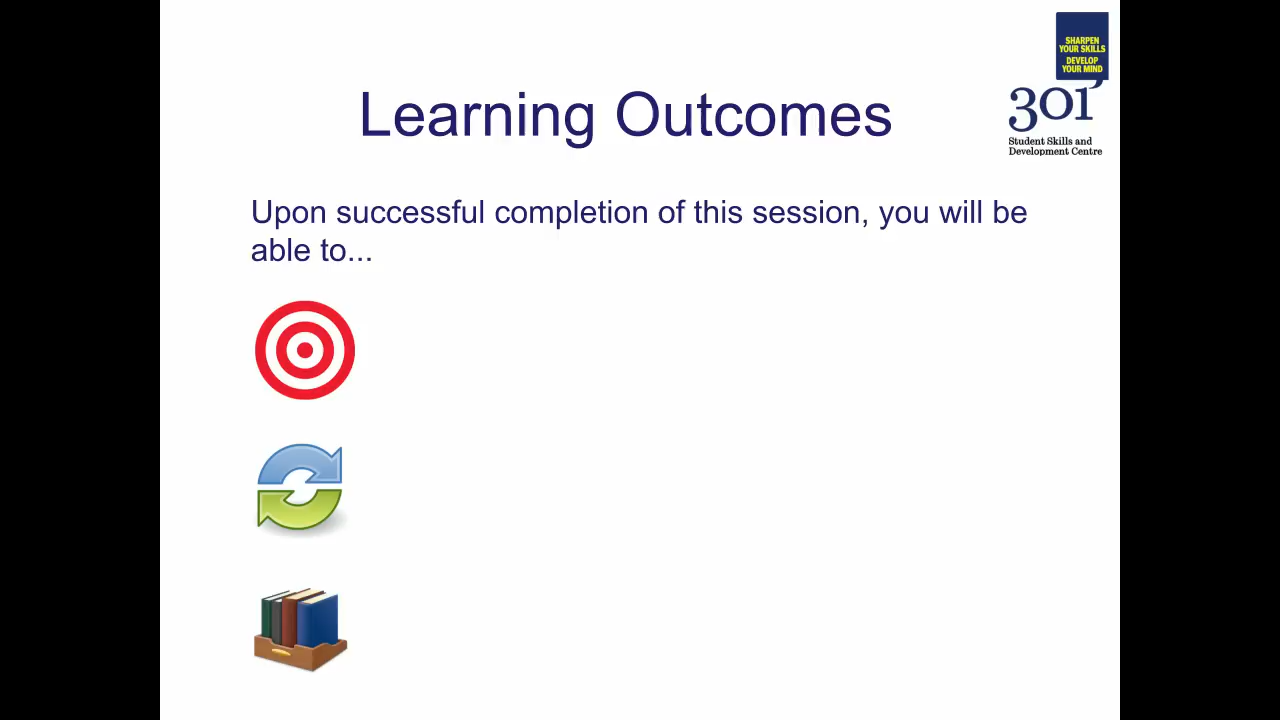 SHARPEN
YOUR SKILLS
DEVELOP
YOUR MIND
301
Student Skills and
Development Centre
Learning Outcomes
Upon successful completion of this session, you will be
able to...